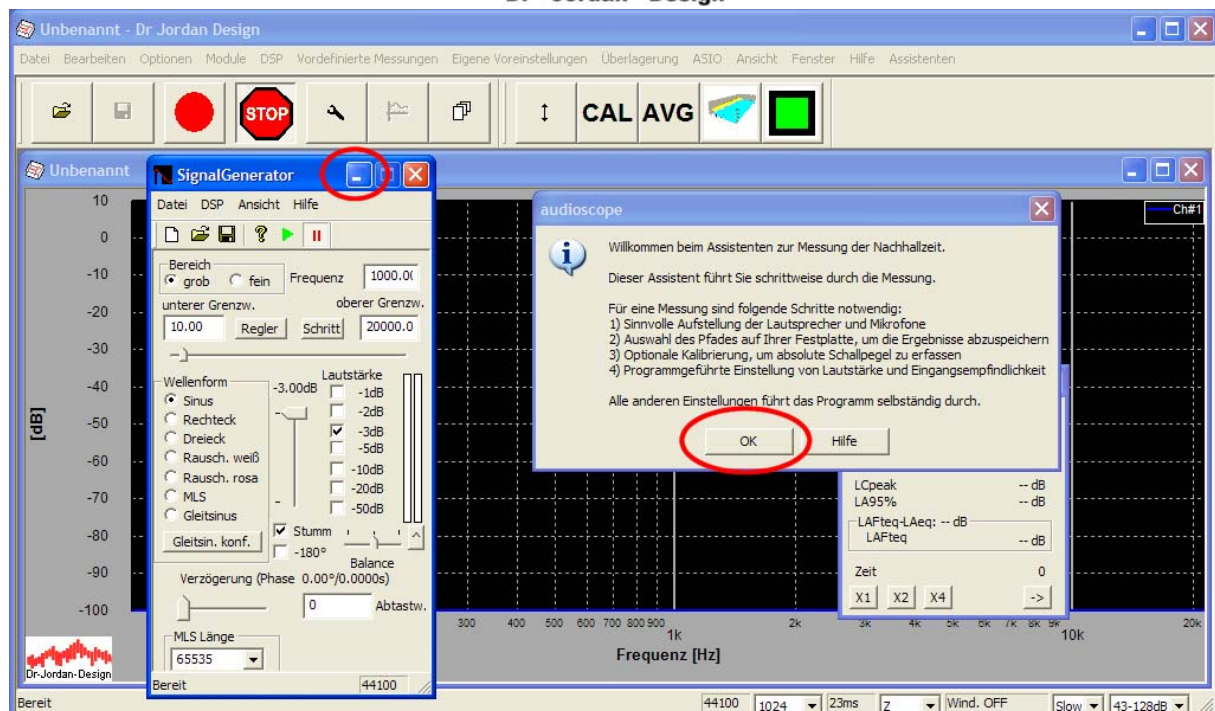 Dr - Jordan - Design
Unbenannt - Dr Jordan Design
Datei Bearbeiten Optionen Module DSP Vordefinierte Messungen Eigene Voreinstellungen Überlagerung ASIO Ansicht Fenster Hilfe Assistenten
STOP
CAL AVG
Unbenannt
SignalGenerator
Datei DSP Ansicht Hilfe
Bereich
grob fein Frequenz 1000.0
unterer Grenzw. oberer Grenzw.
10.00 Regler Schritt 20000.0
Wellenform
Sinus
Rechteck
Dreieck
Rausch. weiß
Rausch. rosa
MLS
Gleitsinus
Gleitsin. konf.
Lautstärke
-3.00dB
-1dB
-2dB
-3dB
-5dB
-10dB
-20dB
-50dB
Stumm
-180°
Balance
Verzögerung (Phase 0.00°/0.0000s)
0 Abtastw.
MLS Länge
65535
Bereit 44100
audioscope
Willkommen beim Assistenten zur Messung der Nachhallzeit.
Dieser Assistent führt Sie schrittweise durch die Messung.
Für eine Messung sind folgende Schritte notwendig:
1) Sinnvolle Aufstellung der Lautsprecher und Mikrofone
2) Auswahl des Pfades auf Ihrer Festplatte, um die Ergebnisse abzuspeichern
3) Optionale Kalibrierung, um absolute Schallpegel zu erfassen
4) Programmgeführte Einstellung von Lautstärke und Eingangsempfindlichkeit
Alle anderen Einstellungen führt das Programm selbständig durch.
OK Hilfe
Ch#1
LCpeak -- dB
LA95% -- dB
LAFteq-LAeq: -- dB
LAFteq -- dB
Zeit 0
X1 X2 X4 ->
10
0
-10
-20
-30
-40
-50
-60
-70
-80
-90
-100
[dB]
300 400 500 600 700 800 900 1K 2k 3k 4k 5k 6k 7k 8k 9k 10k 20k
Frequenz [Hz]
Dr-Jordan-Design
Bereit
44100 1024 23ms Z Wind. OFF Slow 43-128dB